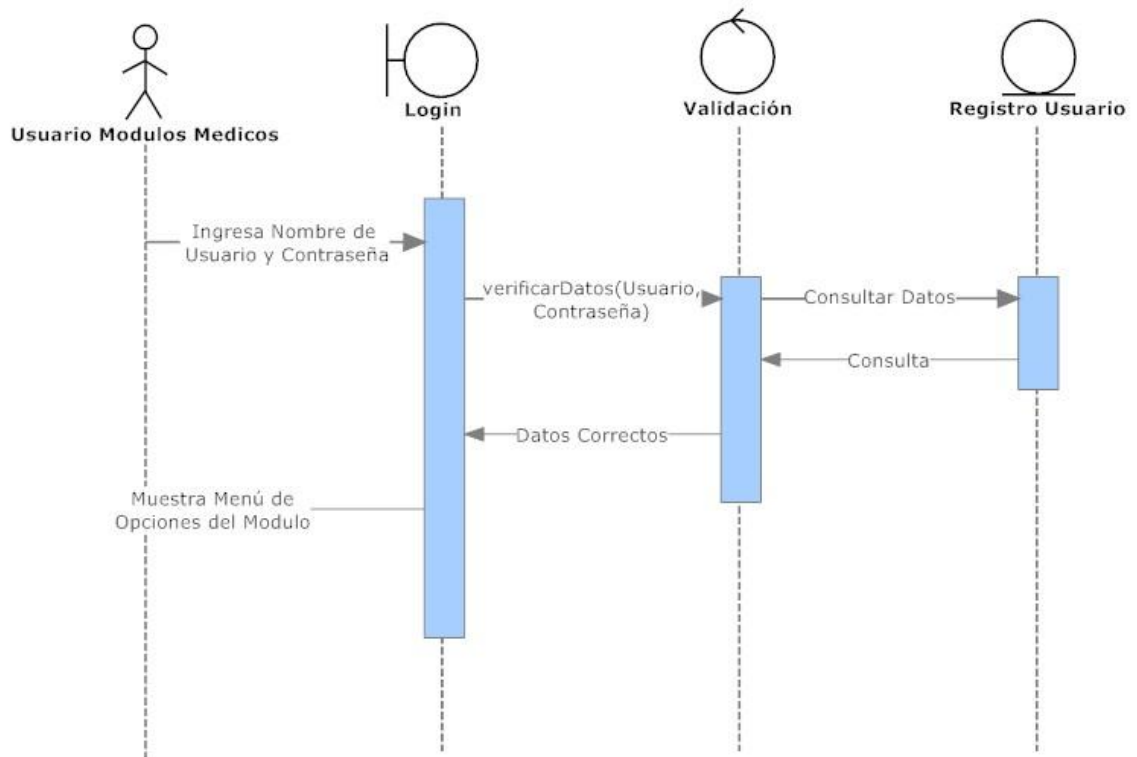 Usuario Modulos Medicos
Login
Validación
Registro Usuario
Ingresa Nombre de
Usuario y Contraseña
verificarDatos(Usuario,
Contraseña)
Consultar Datos
Consulta
Datos Correctos
Muestra Menú de
Opciones del Modulo